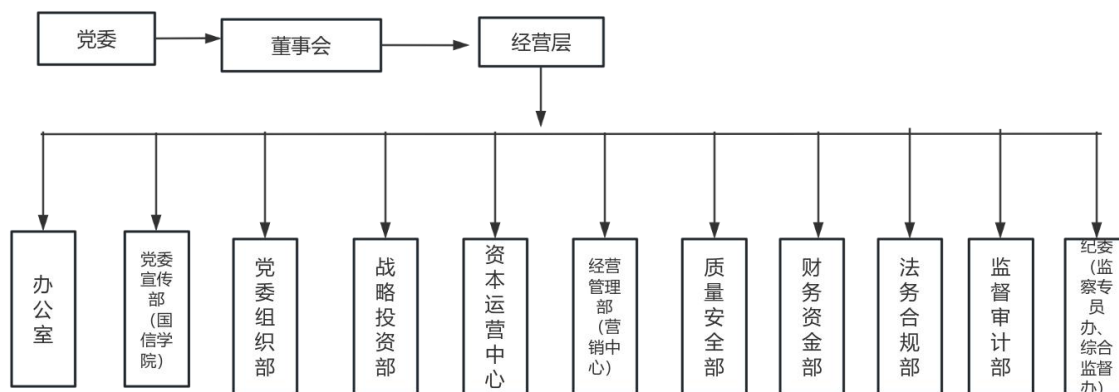 党委
董事会
经营层
办公室
党委
宣传
部
（国
信学
院）
党委组织部
战略投资部
资本运营中心
经营
管理
部
（营
销中
心）
质量安全部
财务资金部
法务合规部
监督审计部
纪委
（监
察专
员
办、
综合
监督
办）